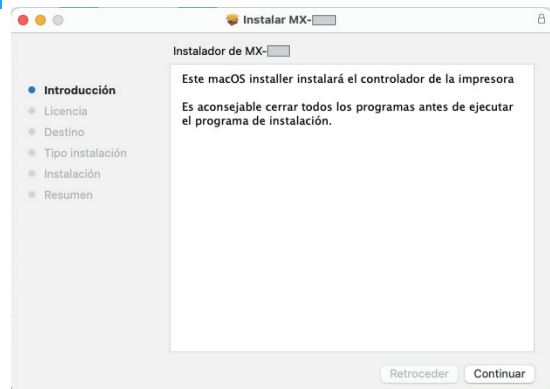 Instalar MX-
Instalador de MX-
Introducción
Licencia
Destino
Tipo instalación
Instalación
Resumen
Este macOS installer instalará el controlador de la impresora
Es aconsejable cerrar todos los programas antes de ejecutar
el programa de instalación.
Retroceder
Continuar